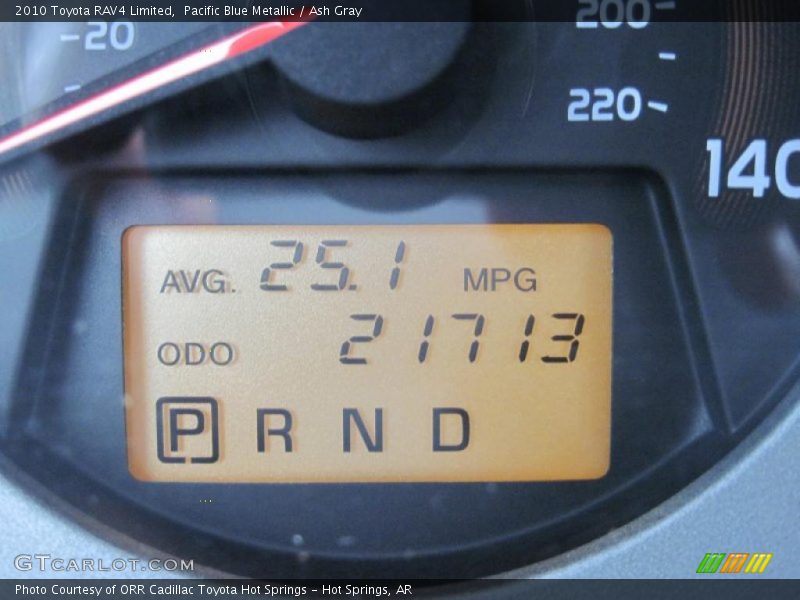 2010 Toyota RAV4 Limited,  Pacific Blue Metallic / Ash Gray
20
200
220
140
AVG. 25.1 MPG
ODO 21713
P R N D
GTCARLOT.COM
Photo Courtesy of ORR Cadillac Toyota Hot Springs - Hot Springs, AR